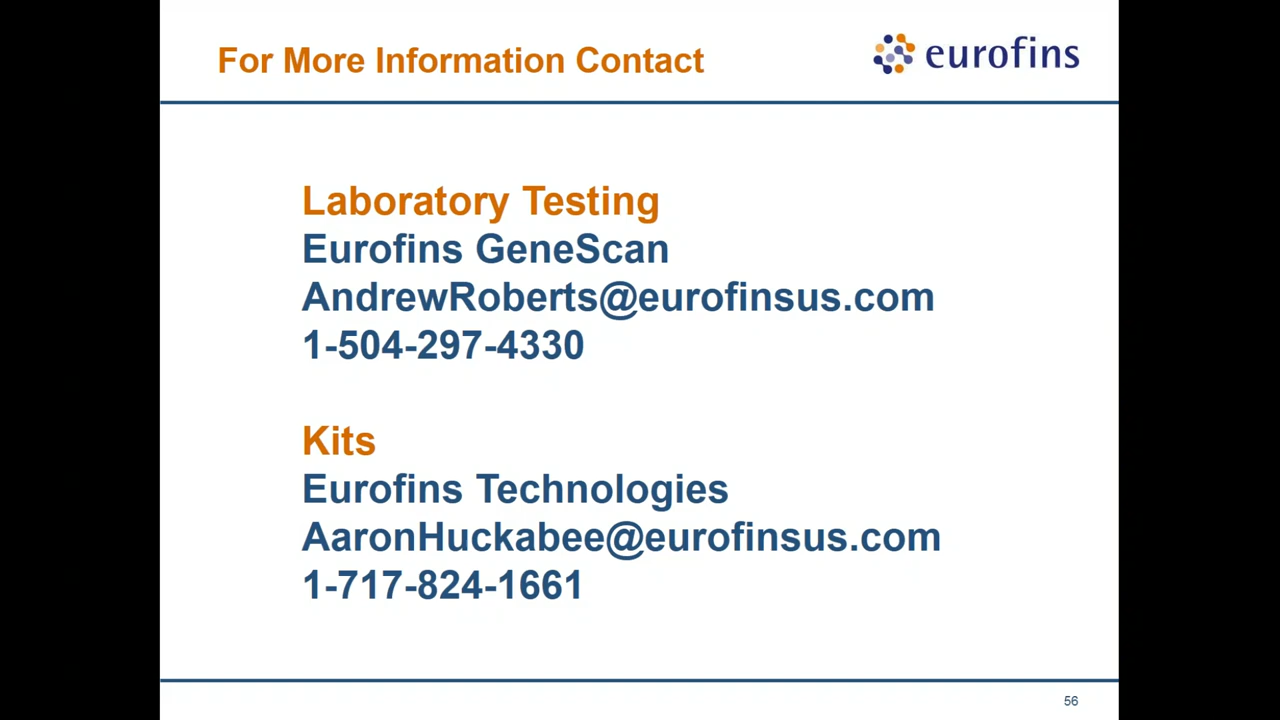 For More Information Contact
eurofins
Laboratory Testing
Eurofins GeneScan
AndrewRoberts@eurofinsus.com
1-504-297-4330
Kits
Eurofins Technologies
AaronHuckabee@eurofinsus.com
1-717-824-1661
56